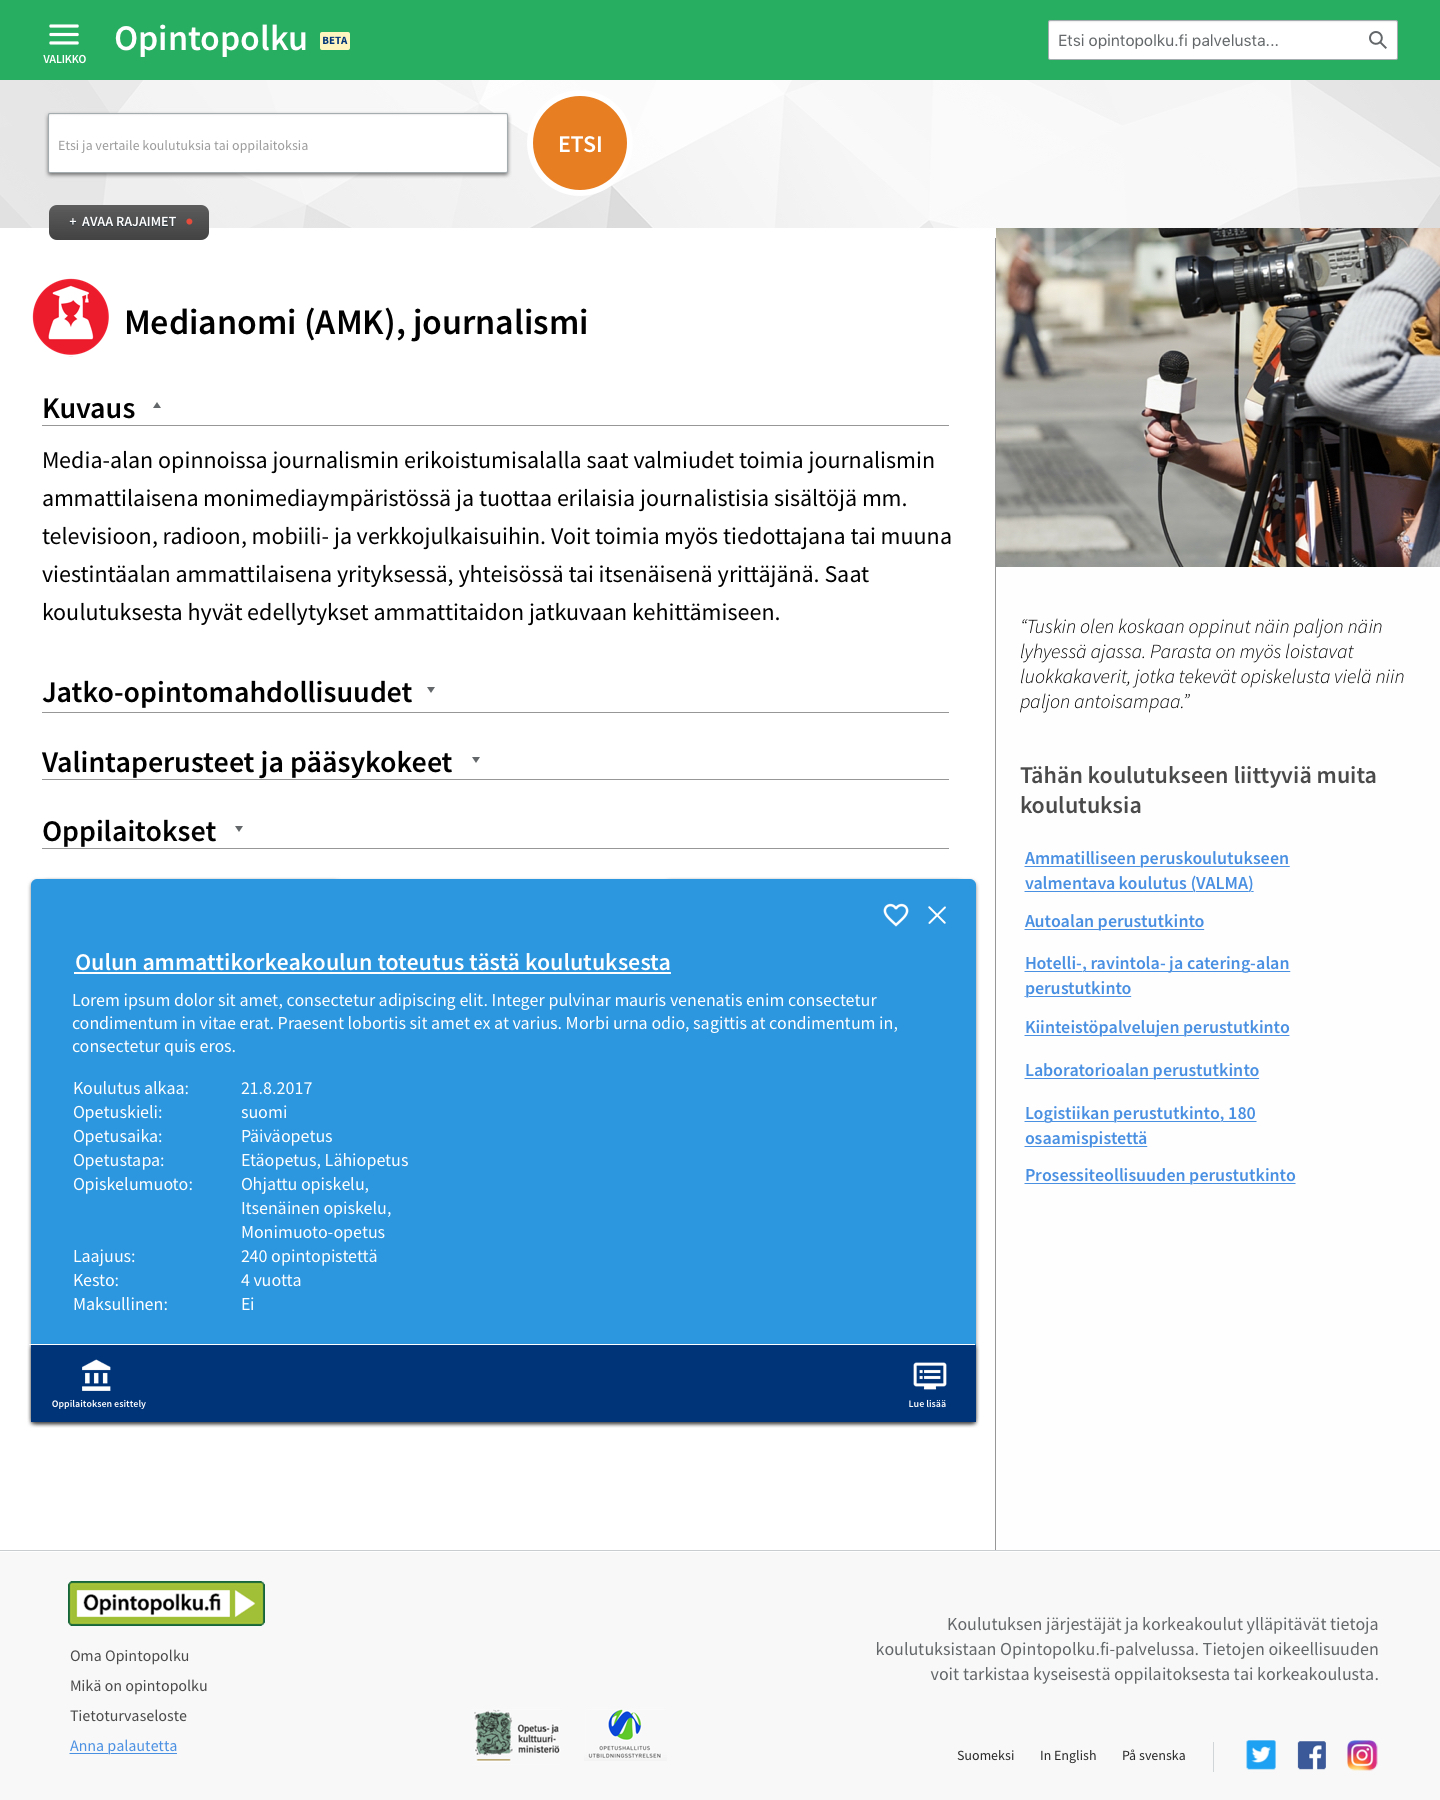 VALIKKO
Opintopolku BETA
Etsi opintopolku.fi palvelusta...
Etsi ja vertaile koulutuksia tai oppilaitoksia
ETSI
+ AVAA RAJAIMET
Medianomi (AMK), journalismi
Kuvaus
Media-alan opinnoissa journalismin erikoistumisalalla saat valmiudet toimia journalismin
ammattilaisena monimediaympäristössä ja tuottaa erilaisia journalistisia sisältöjä mm.
televisioon, radioon, mobiili- ja verkkojulkaisuihin. Voit toimia myös tiedottajana tai muuna
viestintäalan ammattilaisena yrityksessä, yhteisössä tai itsenäisenä yrittäjänä. Saat
koulutuksesta hyvät edellytykset ammattitaidon jatkuvaan kehittämiseen.
Jatko-opintomahdollisuudet
Valintaperusteet ja pääsykokeet
Oppilaitokset
Oulun ammattikorkeakoulun toteutus tästä koulutuksesta
Lorem ipsum dolor sit amet, consectetur adipiscing elit. Integer pulvinar mauris venenatis enim consectetur
condimentum in vitae erat. Praesent lobortis sit amet ex at varius. Morbi urna odio, sagittis at condimentum in,
consectetur quis eros.
Koulutus alkaa: 21.8.2017
Opetuskieli: suomi
Opetusaika: Päiväopetus
Opetustapa: Etäopetus, Lähiopetus
Opiskelumuoto: Ohjattu opiskelu,
Itsenäinen opiskelu,
Monimuoto-opetus
Laajuus: 240 opintopistettä
Kesto: 4 vuotta
Maksullinen: Ei
Oppilaitoksen esittely
Lue lisää
“Tuskin olen koskaan oppinut näin paljon näin
lyhyessä ajassa. Parasta on myös loistavat
luokkakaverit, jotka tekevät opiskelusta vielä niin
paljon antoisampaa.”
Tähän koulutukseen liittyviä muita
koulutuksia
Ammatilliseen peruskoulutukseen
valmentava koulutus (VALMA)
Autoalan perustutkinto
Hotelli-, ravintola- ja catering-alan
perustutkinto
Kiinteistöpalvelujen perustutkinto
Laboratorioalan perustutkinto
Logistiikan perustutkinto, 180
osaamispistettä
Prosessiteollisuuden perustutkinto
Opintopolku.fi
Oma Opintopolku
Mikä on opintopolku
Tietoturvaseloste
Anna palautetta
Opetus- ja
kulttuuri-
ministeriö
OPETUSHALLITUS
UTBILDNINGSSTYRELSEN
Koulutuksen järjestäjät ja korkeakoulut ylläpitävät tietoja
koulutuksistaan Opintopolku.fi-palvelussa. Tietojen oikeellisuuden
voit tarkistaa kyseisestä oppilaitoksesta tai korkeakoulusta.
Suomeksi In English På svenska